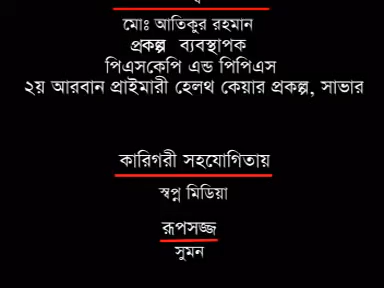 মোঃ আতিকুর রহমান
প্রকল্প ব্যবস্থাপক
পিএসকেপি এন্ড পিপিএস
২য় আরবান প্রাইমারী হেলথ কেয়ার প্রকল্প, সাভার
কারিগরী সহযোগিতায়
স্বপ্ন মিডিয়া
রূপসজ্জ
সুমন